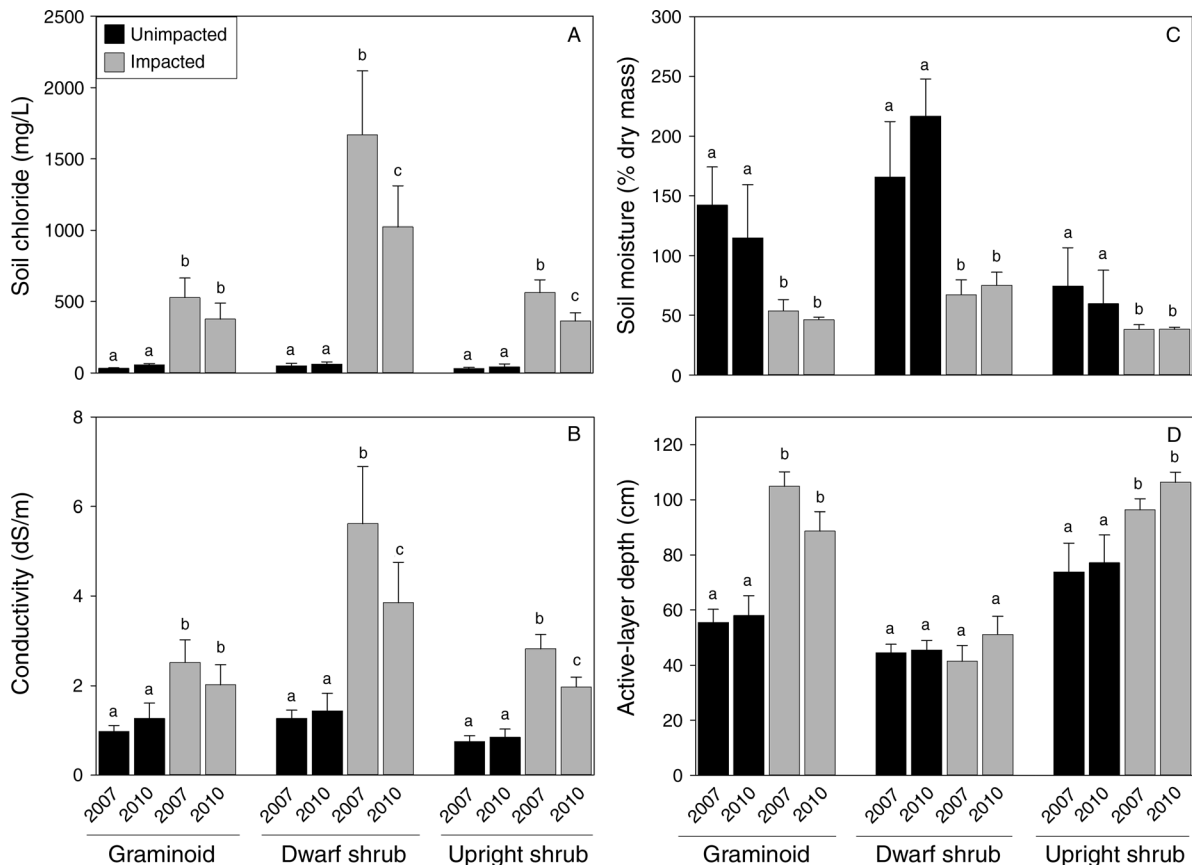 A
Unimpacted
Impacted
Soil chloride (mg/L)
2500
2000
1500
1000
500
0
a a b b
a a b c
a a b c
C
Soil moisture (% dry mass)
300
250
200
150
100
50
0
a a b b
a a b b
a a b b
B
Conductivity (dS/m)
8
6
4
2
0
a a b b
a a b c
a a b c
2007 2010 2007 2010 2007 2010 2007 2010 2007 2010 2007 2010
Graminoid Dwarf shrub Upright shrub
D
Active-layer depth (cm)
120
100
80
60
40
20
0
a a b b
a a a a
a a b b
2007 2010 2007 2010 2007 2010 2007 2010 2007 2010 2007 2010
Graminoid Dwarf shrub Upright shrub